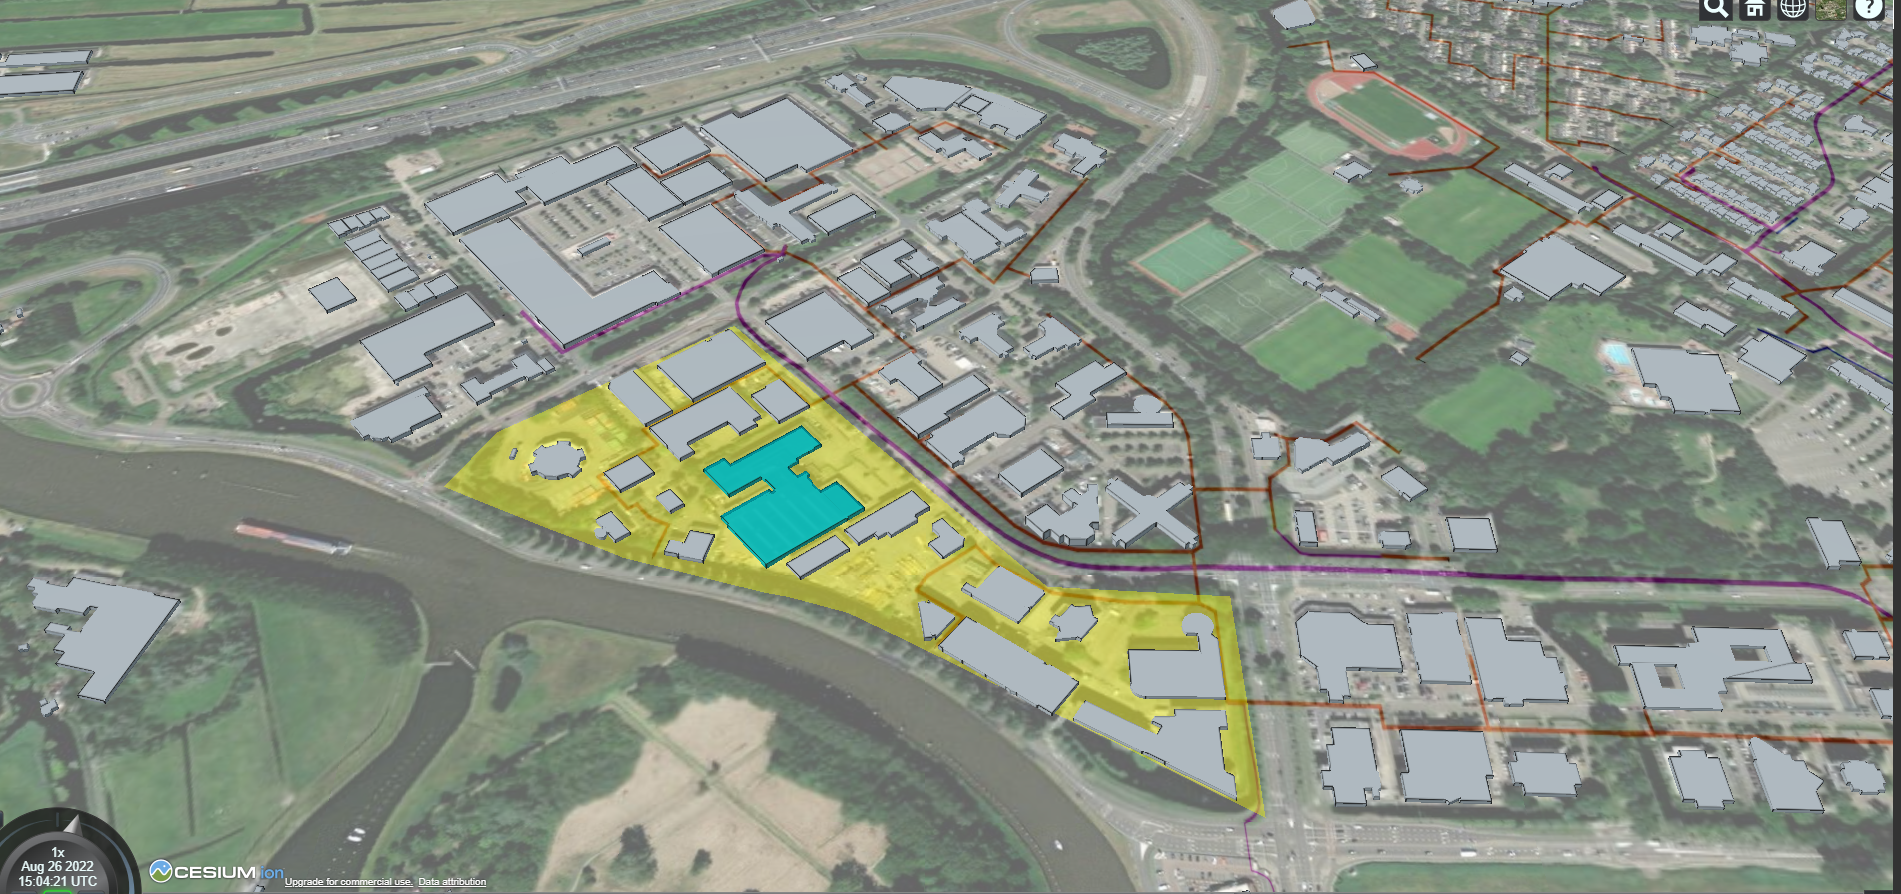 ?
1x
Aug 26 2022
15:04:21 UTC
CESIUM ion
Upgrade for commercial use. Data attribution